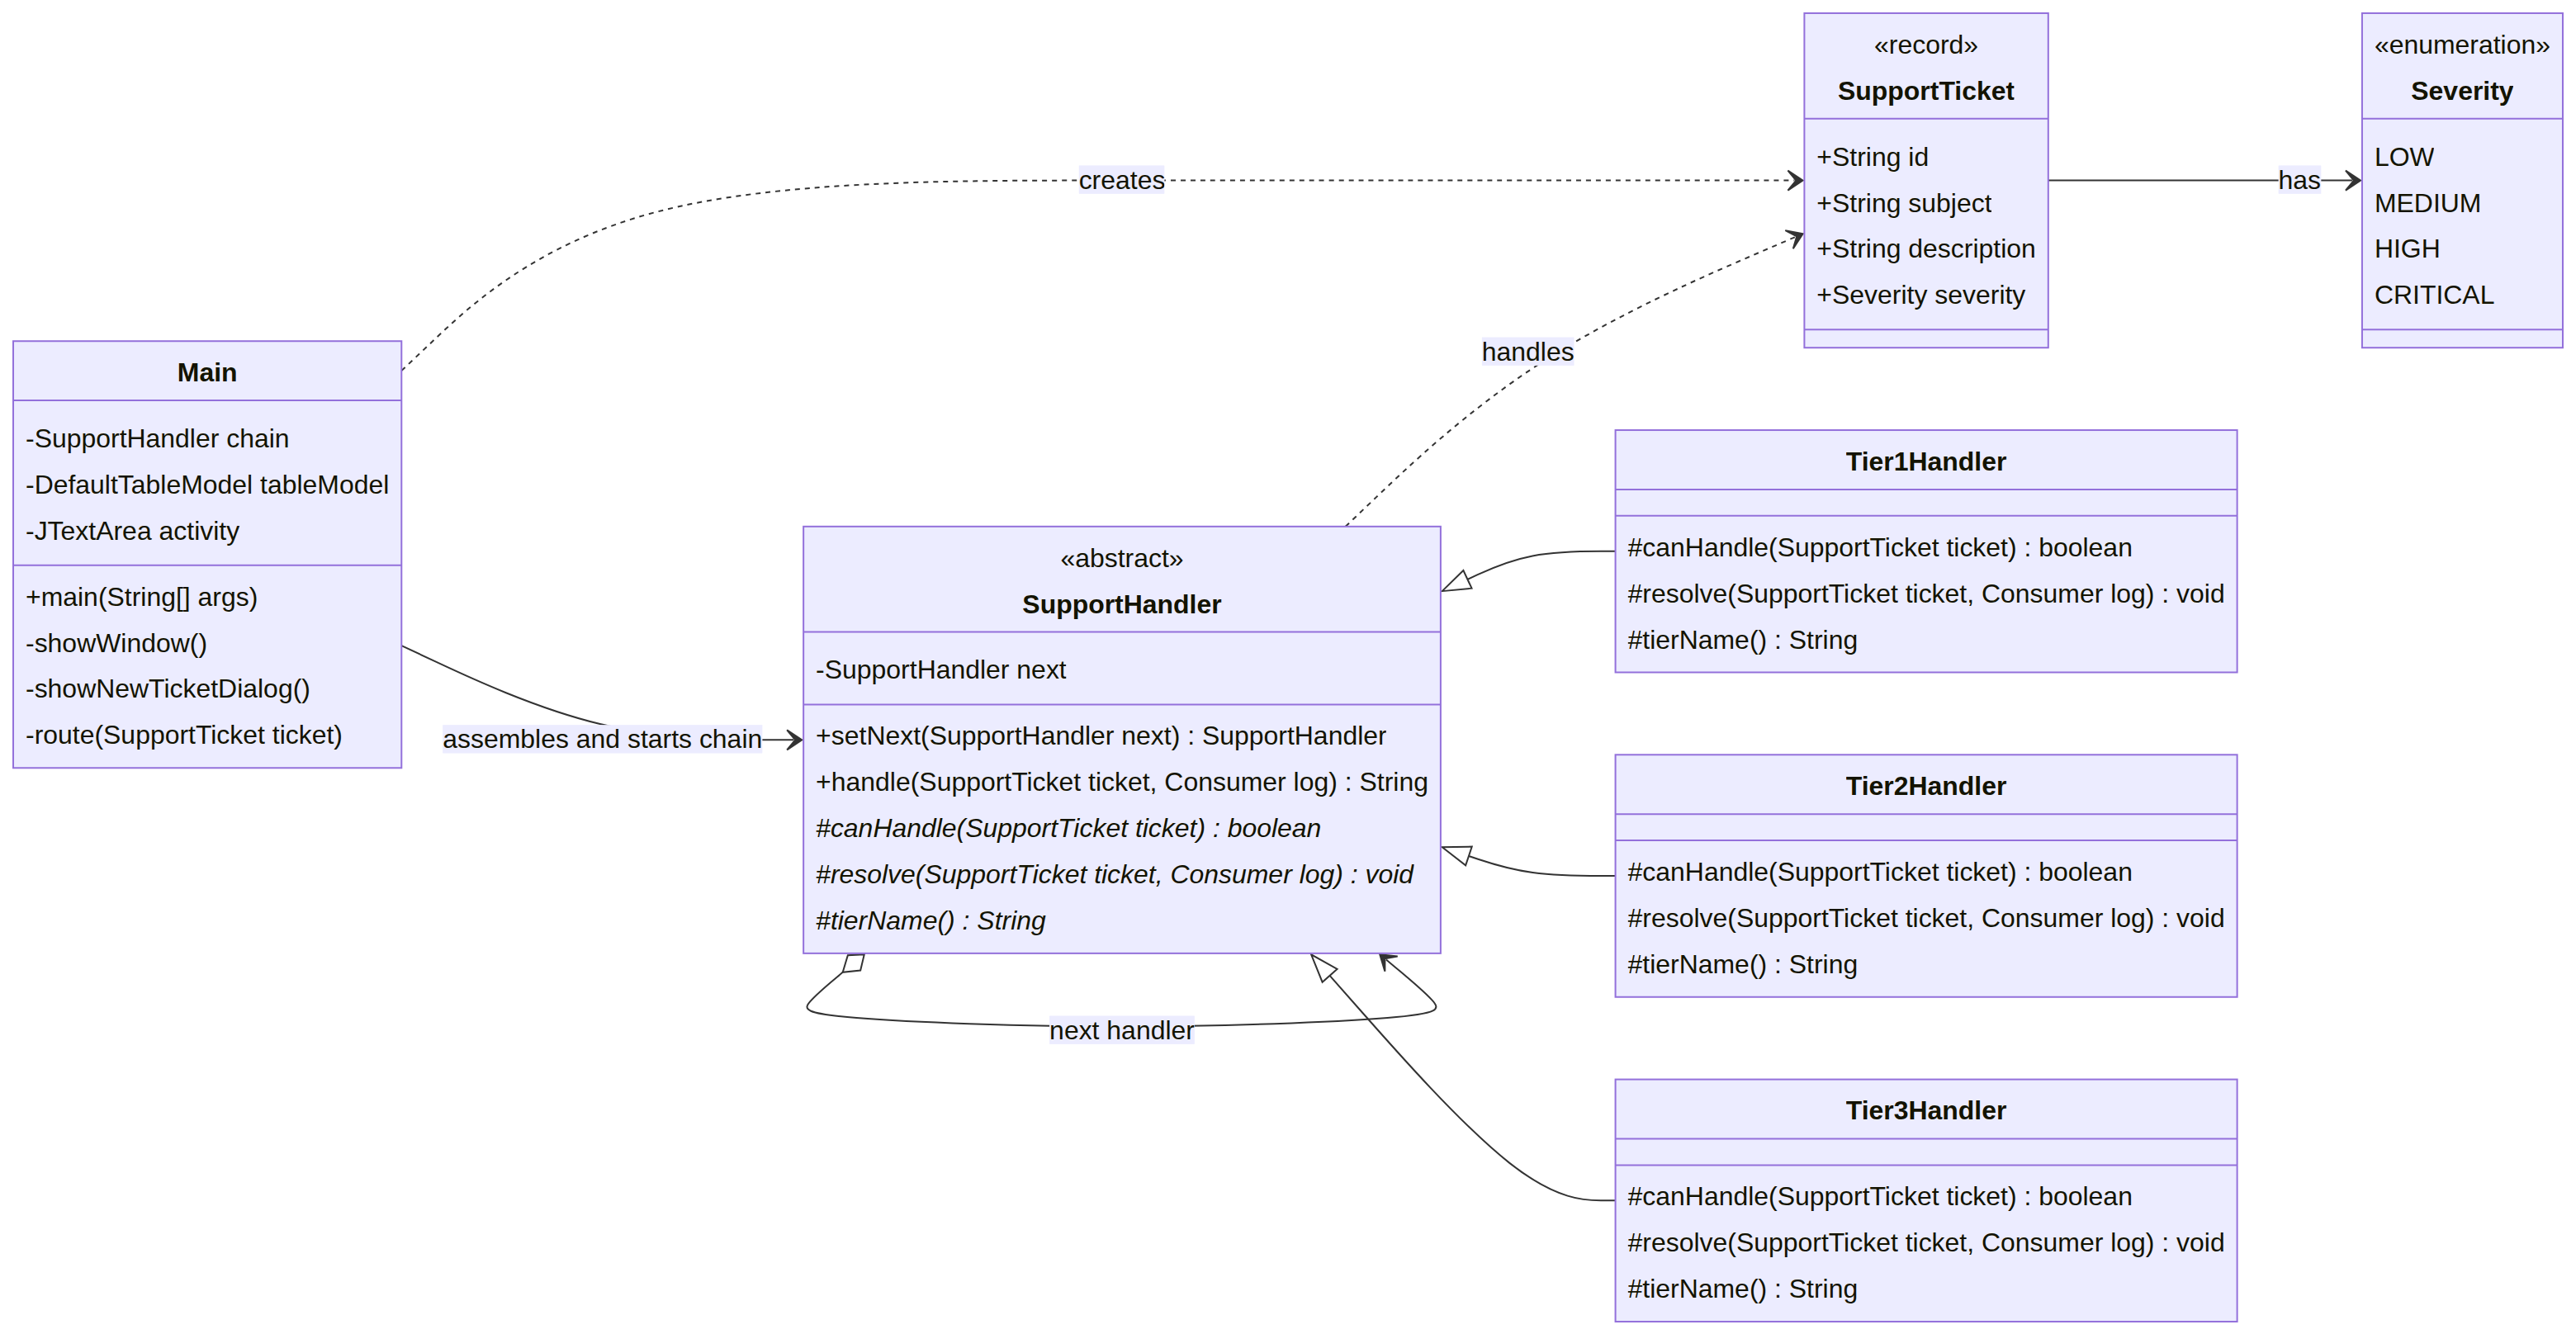 «record»
SupportTicket
+String id
+String subject
+String description
+Severity severity
«enumeration»
Severity
LOW
MEDIUM
HIGH
CRITICAL
creates
has
handles
Main
-SupportHandler chain
-DefaultTableModel tableModel
-JTextArea activity
+main(String[] args)
-showWindow()
-showNewTicketDialog()
-route(SupportTicket ticket)
assembles and starts chain
«abstract»
SupportHandler
-SupportHandler next
+setNext(SupportHandler next) : SupportHandler
+handle(SupportTicket ticket, Consumer log) : String
#canHandle(SupportTicket ticket) : boolean
#resolve(SupportTicket ticket, Consumer log) : void
#tierName() : String
next handler
Tier1Handler
#canHandle(SupportTicket ticket) : boolean
#resolve(SupportTicket ticket, Consumer log) : void
#tierName() : String
Tier2Handler
#canHandle(SupportTicket ticket) : boolean
#resolve(SupportTicket ticket, Consumer log) : void
#tierName() : String
Tier3Handler
#canHandle(SupportTicket ticket) : boolean
#resolve(SupportTicket ticket, Consumer log) : void
#tierName() : String